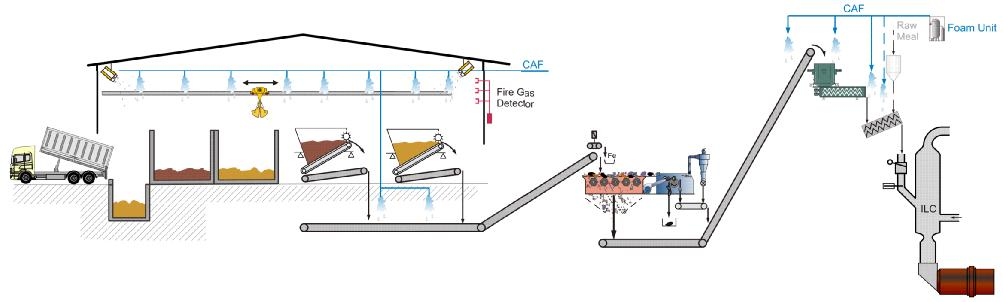 CAF
Raw
Meal
Foam Unit
CAF
Fire Gas
Detector
Fe
ILC